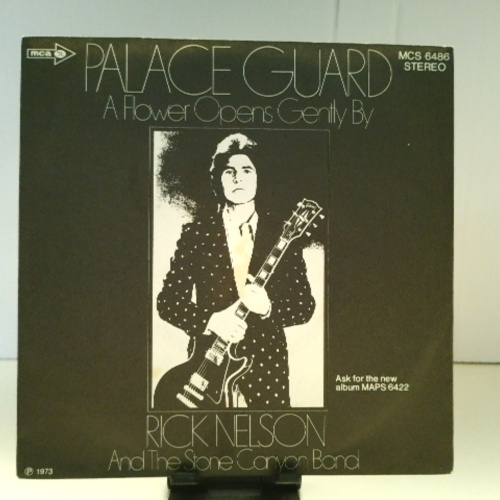 mca
PALACE GUARD
MCS 6486
STEREO
A Flower Opens Gently By
Ask for the new
album MAPS 6422
RICK NELSON
And The Stone Canyon Band
℗ 1973